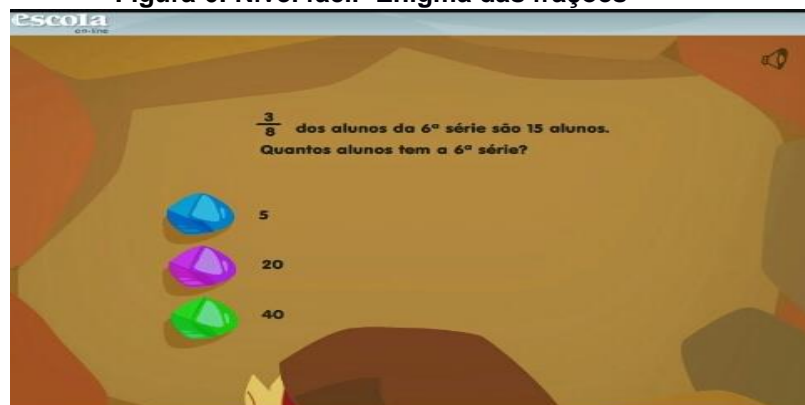 Figura 6: Nível fácil- Enigma das frações
escola
on-line
3/8 dos alunos da 6ª série são 15 alunos.
Quantos alunos tem a 6ª série?
5
20
40